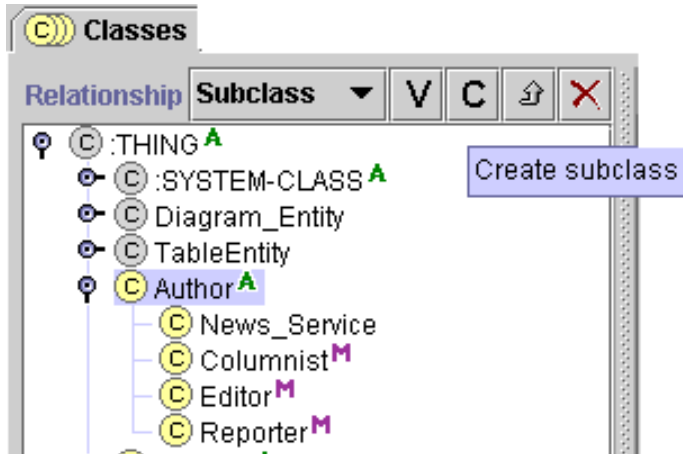 C Classes
Relationship Subclass V C
C :THING A
C :SYSTEM-CLASS A
Create subclass
C Diagram_Entity
C TableEntity
C Author A
C News_Service
C Columnist M
C Editor M
C Reporter M